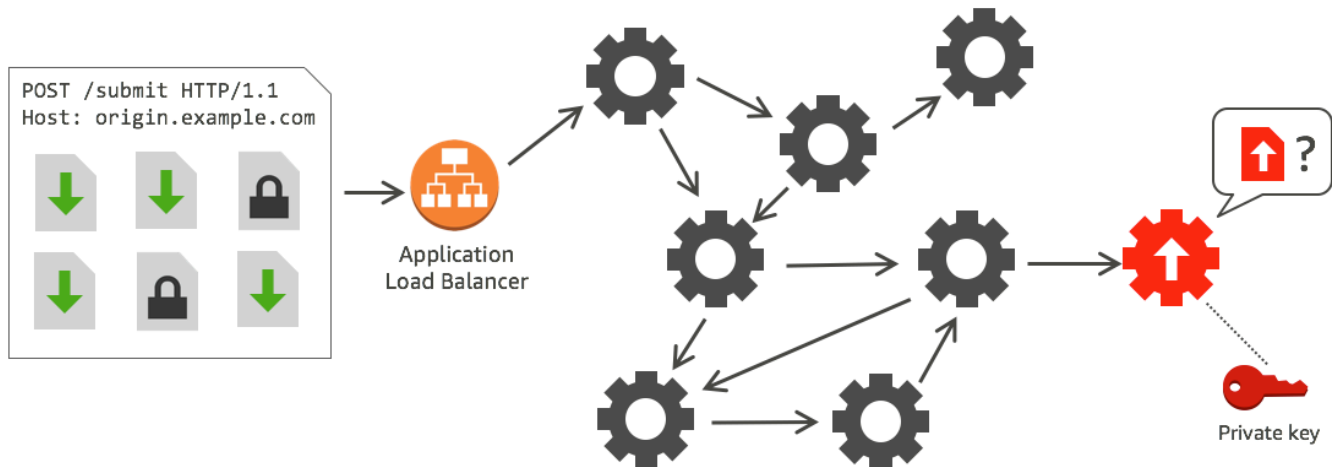 POST /submit HTTP/1.1
Host: origin.example.com
Application
Load Balancer
?
Private key